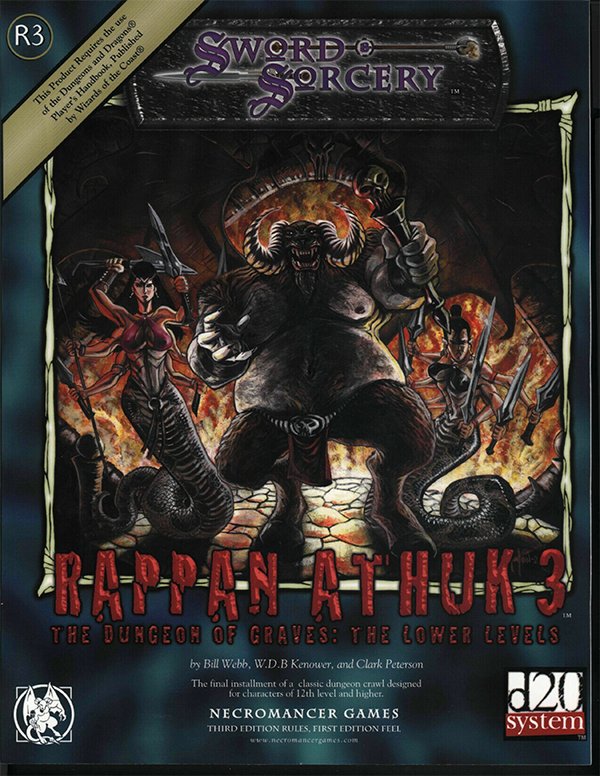 R3
This Product Requires the use
of the Dungeons and Dragons®
Player's Handbook, Published
by Wizards of the Coast®
SWORD &
SORCERY
TM
RAPPAN ATHUK 3
TM
THE DUNGEON OF GRAVES: THE LOWER LEVELS
by Bill Webb, W.D.B Kenower, and Clark Peterson
The final installment of a classic dungeon crawl designed
for characters of 12th level and higher.
NECROMANCER GAMES
THIRD EDITION RULES, FIRST EDITION FEEL
www.necromancergames.com
d20
system
TM